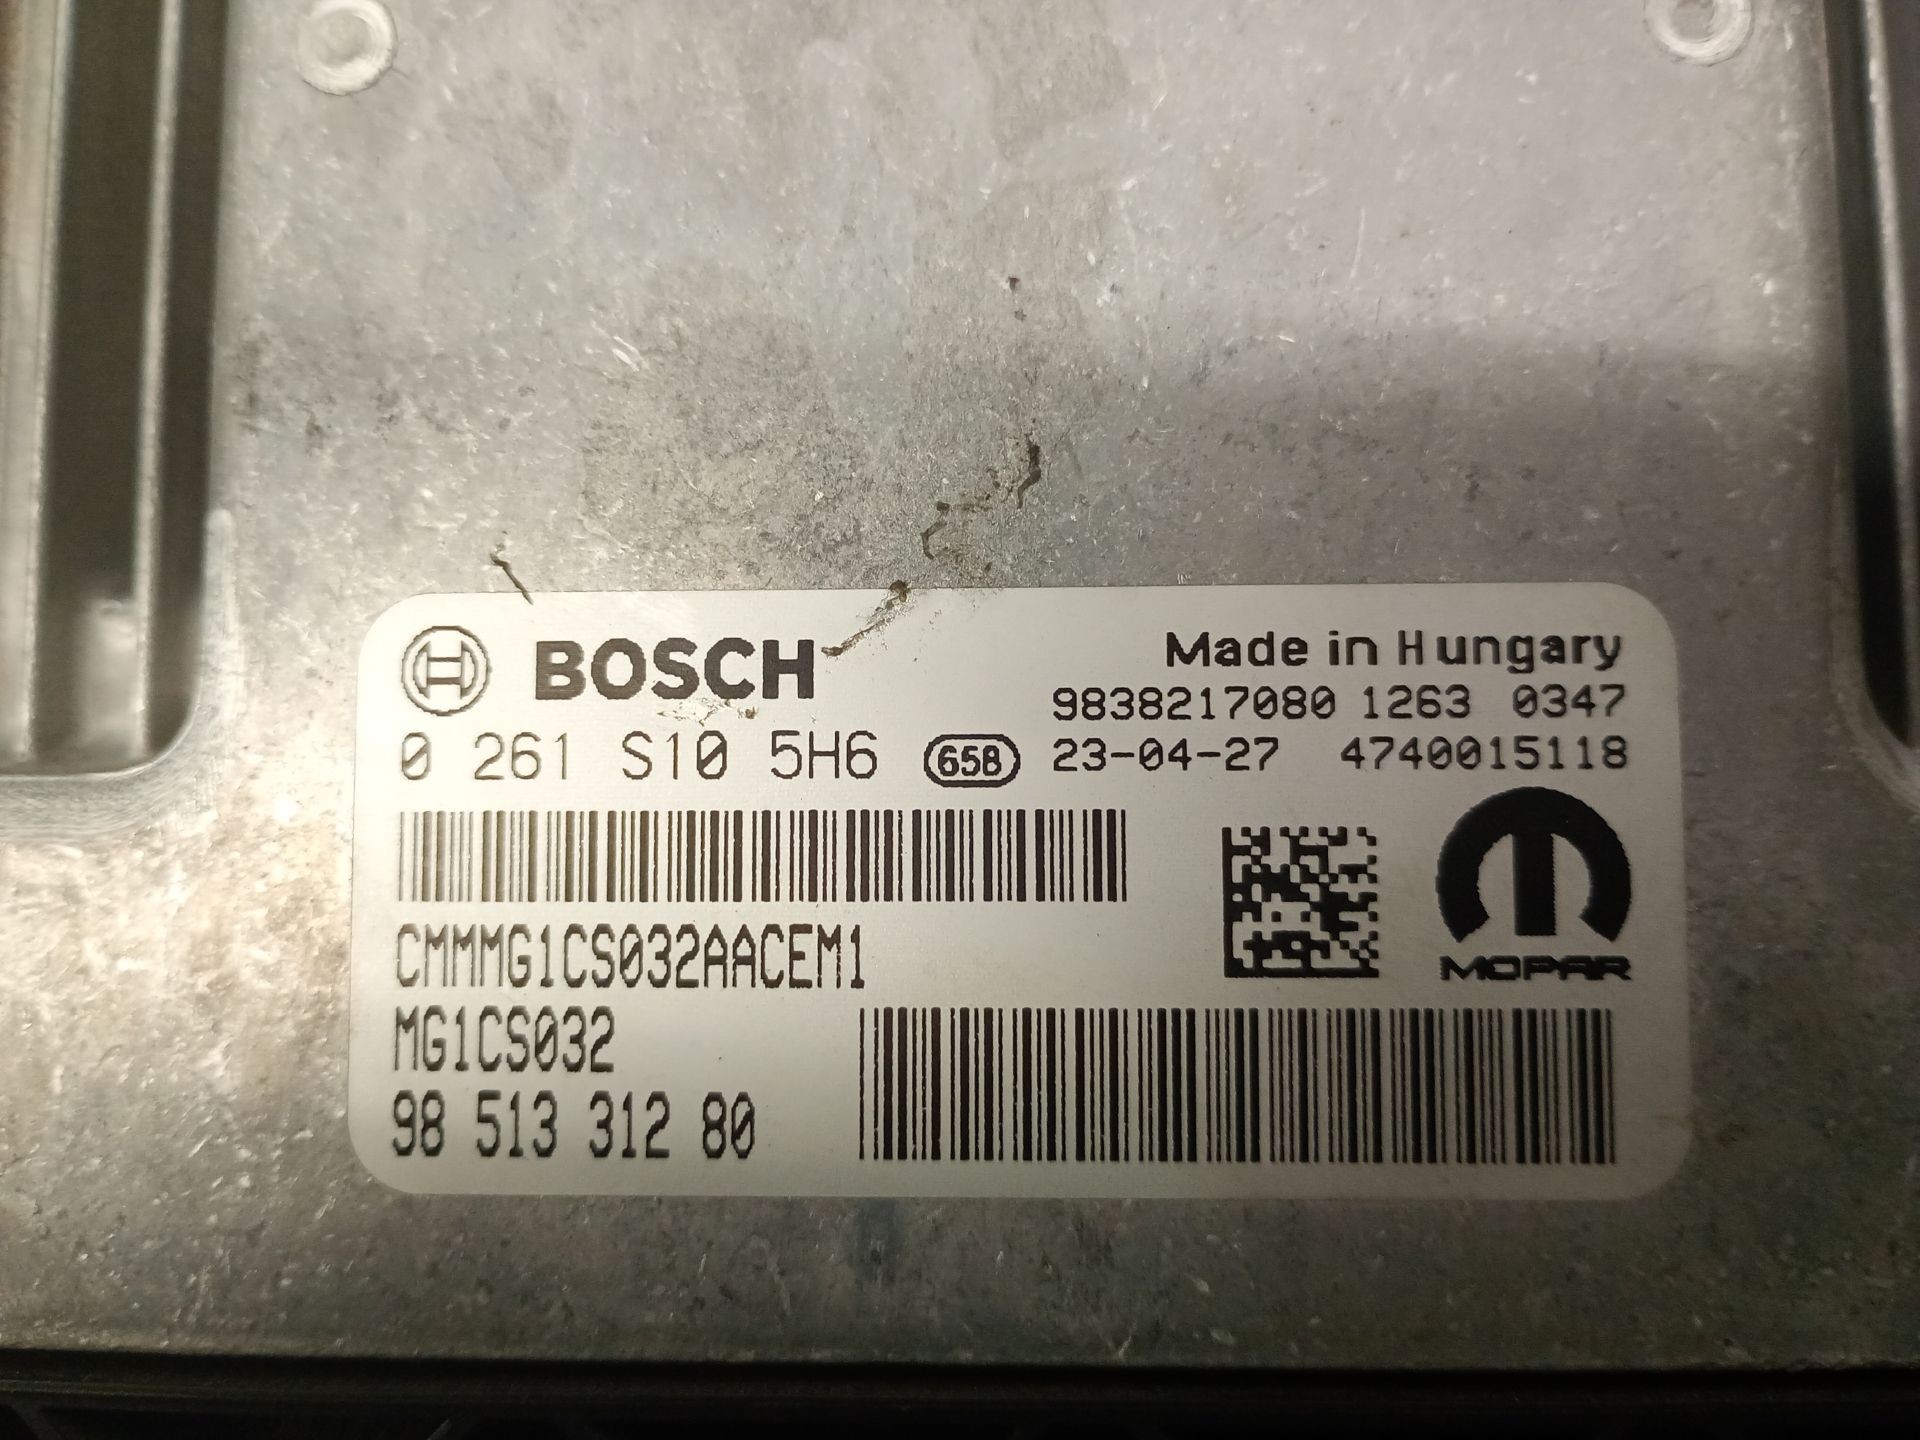 BOSCH
Made in Hungary
9838217080 1263 0347
0 261 S10 5H6 658 23-04-27 4740015118
CMMMG1CS032AACEM1
MOPAR
MG1CS032
98 513 312 80